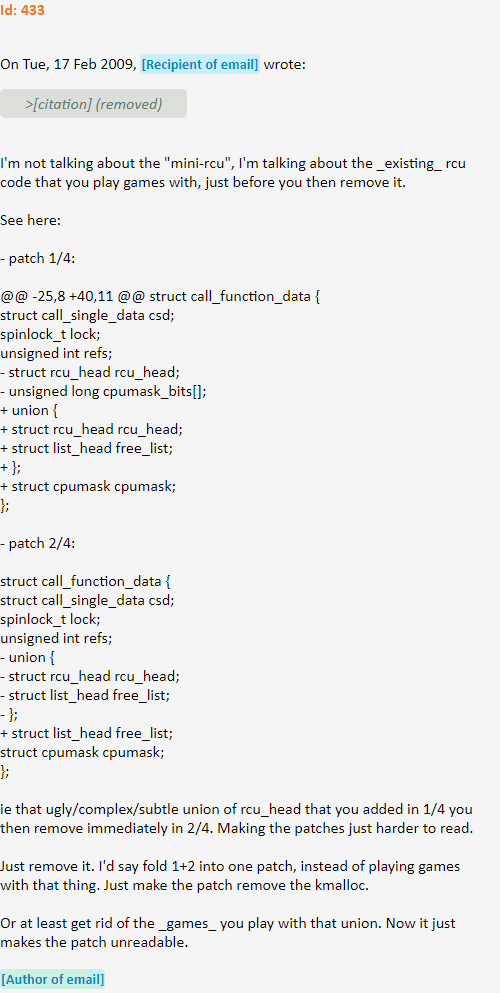 Id: 433
On Tue, 17 Feb 2009, [Recipient of email] wrote:
>[citation] (removed)
I'm not talking about the "mini-rcu", I'm talking about the _existing_ rcu
code that you play games with, just before you then remove it.
See here:
- patch 1/4:
@@ -25,8 +40,11 @@ struct call_function_data {
struct call_single_data csd;
spinlock_t lock;
unsigned int refs;
- struct rcu_head rcu_head;
- unsigned long cpumask_bits[];
+ union {
+ struct rcu_head rcu_head;
+ struct list_head free_list;
+ };
+ struct cpumask cpumask;
};
- patch 2/4:
struct call_function_data {
struct call_single_data csd;
spinlock_t lock;
unsigned int refs;
- union {
- struct rcu_head rcu_head;
- struct list_head free_list;
- };
+ struct list_head free_list;
struct cpumask cpumask;
};
ie that ugly/complex/subtle union of rcu_head that you added in 1/4 you
then remove immediately in 2/4. Making the patches just harder to read.
Just remove it. I'd say fold 1+2 into one patch, instead of playing games
with that thing. Just make the patch remove the kmalloc.
Or at least get rid of the _games_ you play with that union. Now it just
makes the patch unreadable.
[Author of email]